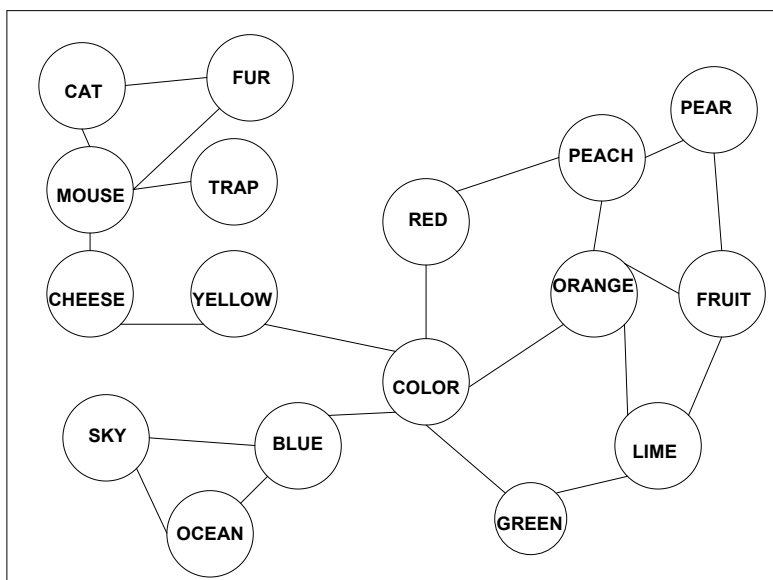 CAT
FUR
PEAR
PEACH
MOUSE
TRAP
RED
CHEESE
YELLOW
ORANGE
FRUIT
COLOR
SKY
BLUE
LIME
OCEAN
GREEN